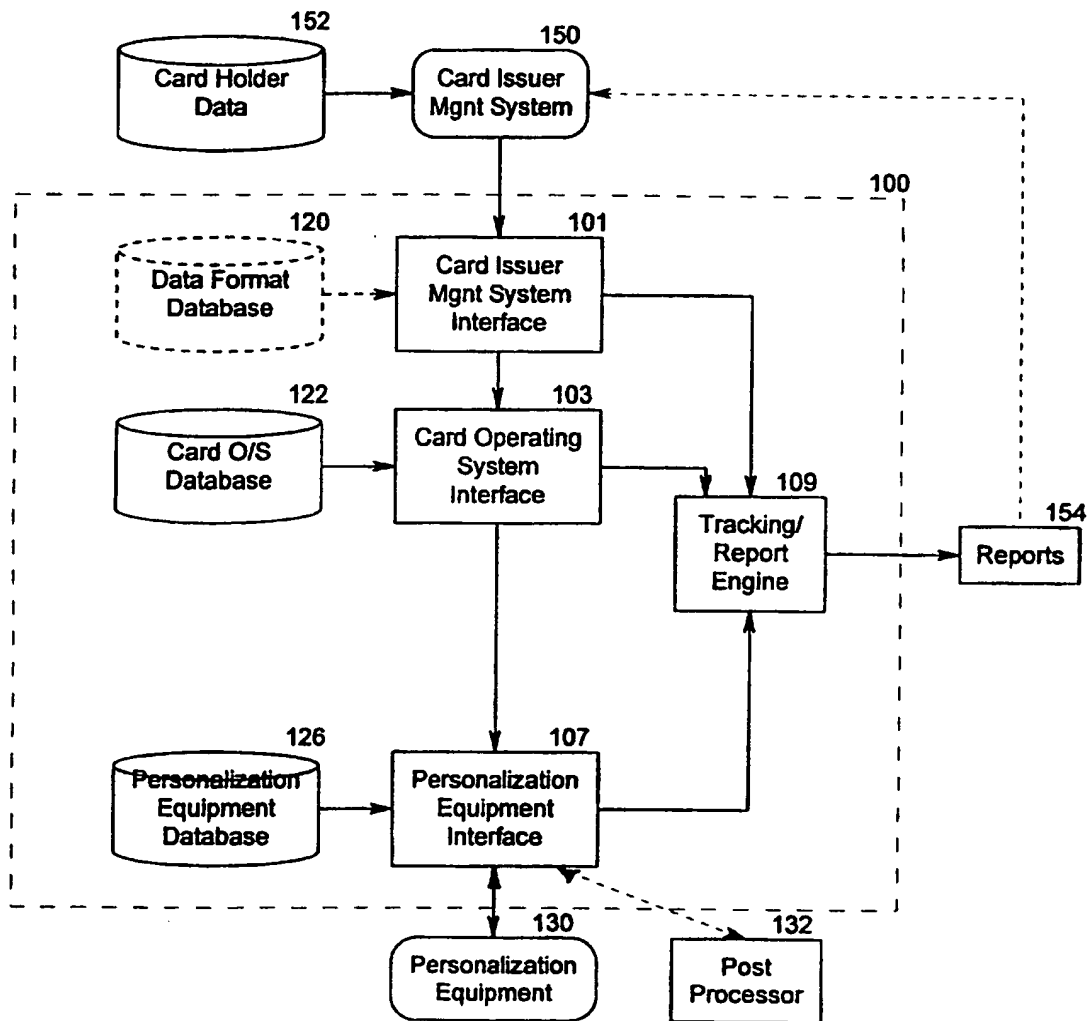 152
Card Holder
Data
150
Card Issuer
Mgnt System
100
120
Data Format
Database
101
Card Issuer
Mgnt System
Interface
122
Card O/S
Database
103
Card Operating
System
Interface
109
Tracking/
Report
Engine
154
Reports
126
Personalization
Equipment
Database
107
Personalization
Equipment
Interface
130
Personalization
Equipment
132
Post
Processor